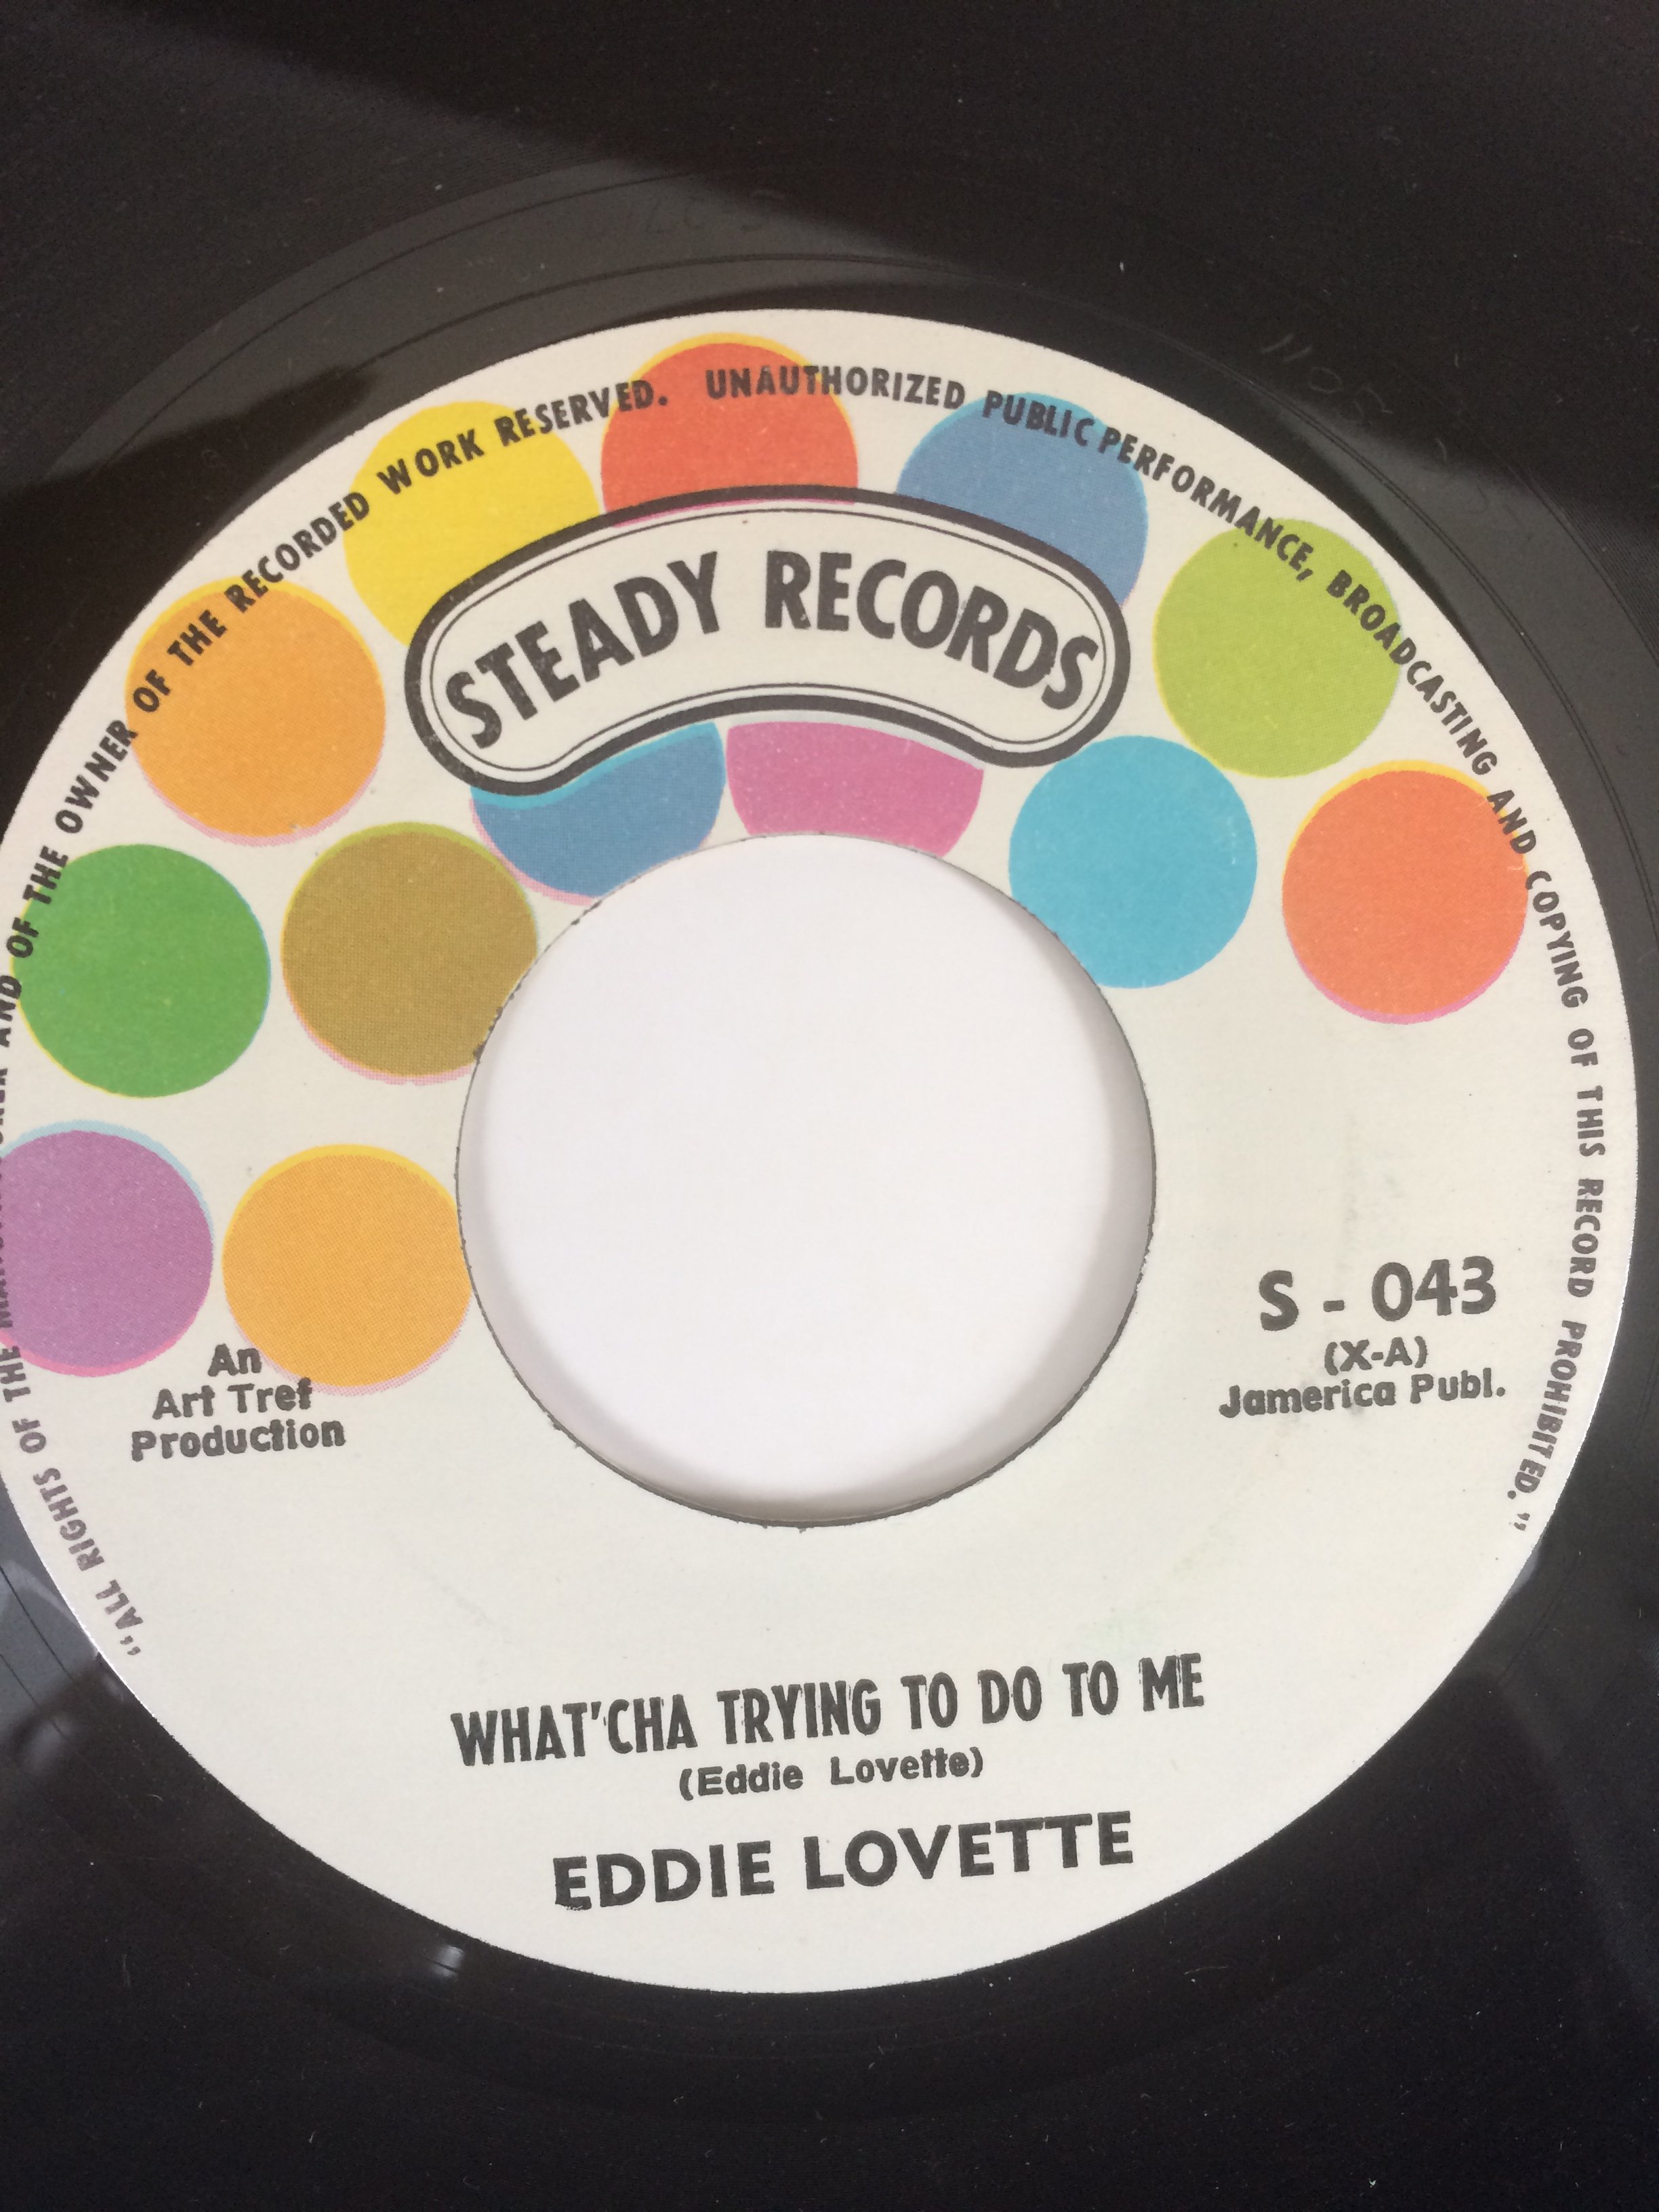 "ALL RIGHTS OF THE AND OF THE OWNER OF THE RECORDED WORK RESERVED. UNAUTHORIZED PUBLIC PERFORMANCE, BROADCASTING AND COPYING OF THIS RECORD PROHIBITED."
STEADY RECORDS
An
Art Tref
Production
S - 043
(X-A)
Jamerica Publ.
WHAT'CHA TRYING TO DO TO ME
(Eddie Lovette)
EDDIE LOVETTE